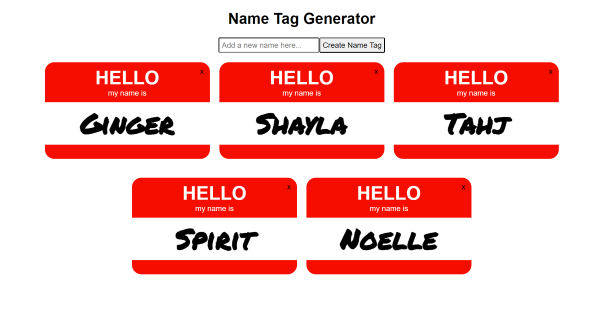 Name Tag Generator
Add a new name here... Create Name Tag
HELLO x
my name is
Ginger
HELLO x
my name is
Shayla
HELLO x
my name is
Tahj
HELLO x
my name is
Spirit
HELLO x
my name is
Noelle